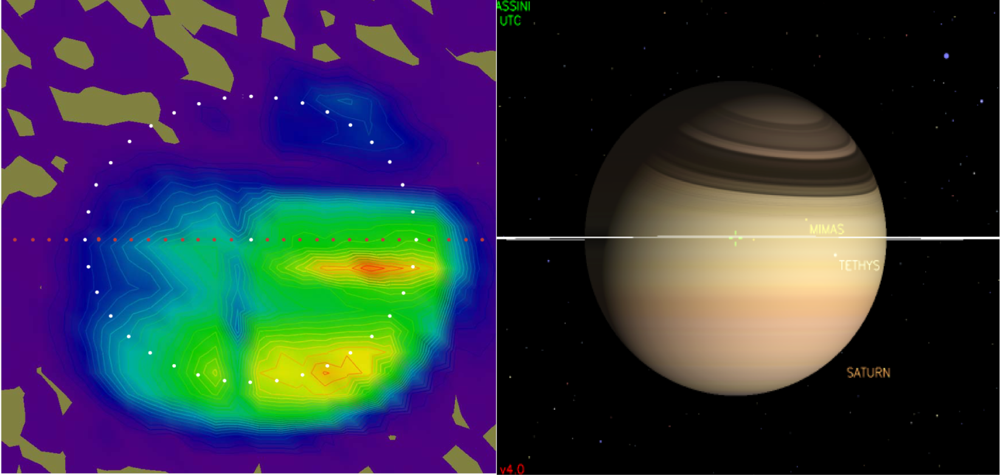 ASSINI
UTC
MIMAS
TETHYS
SATURN
v4.0